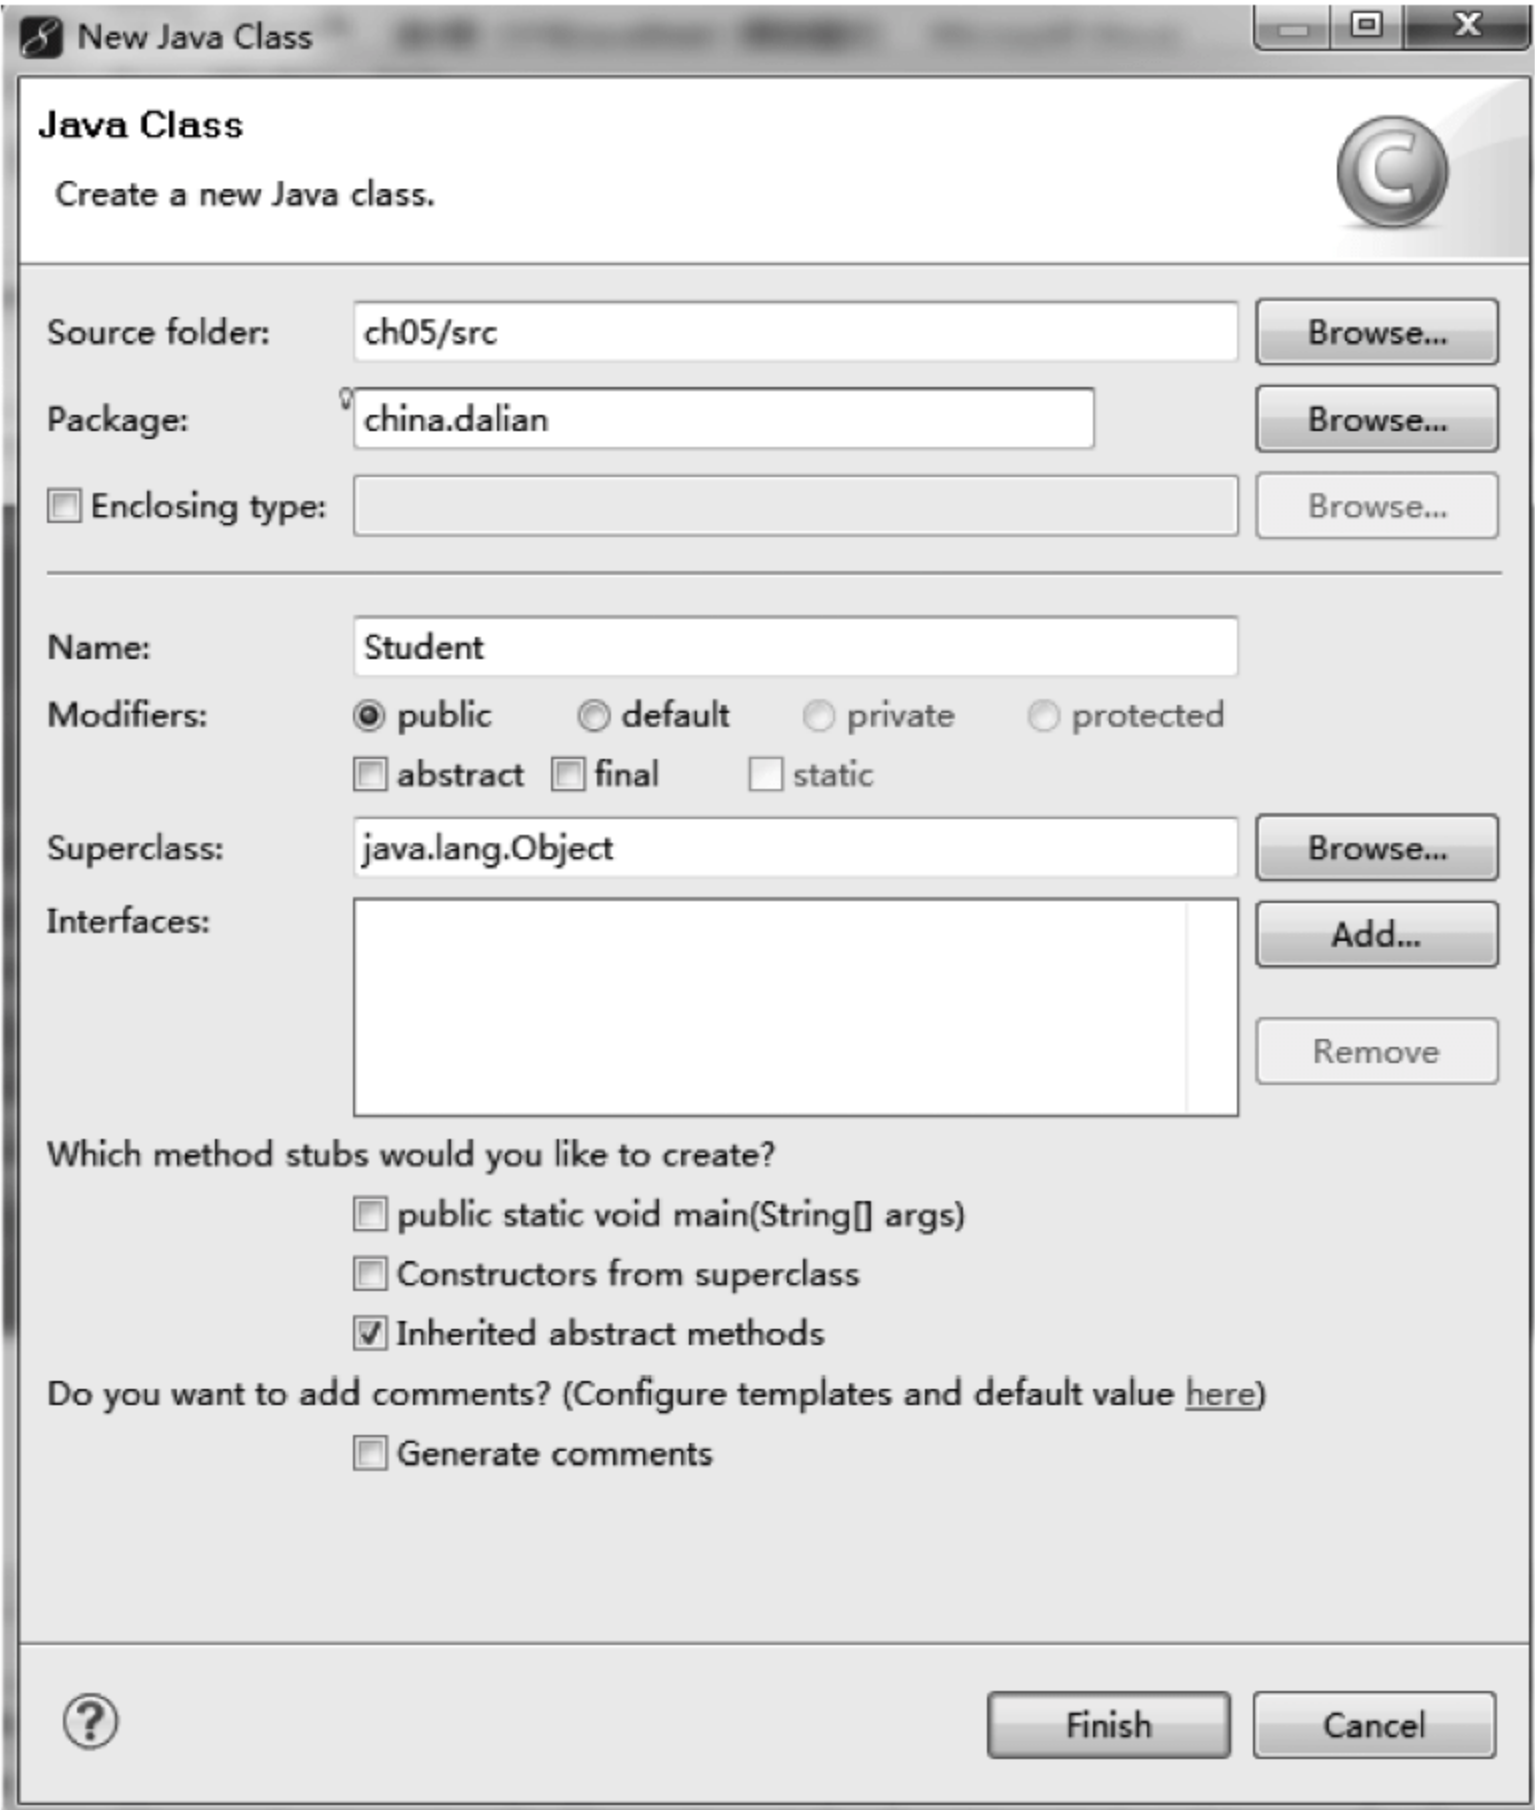 New Java Class
Java Class
Create a new Java class.
Source folder: ch05/src Browse...
Package: china.dalian Browse...
Enclosing type: Browse...
Name: Student
Modifiers: public default private protected
abstract final static
Superclass: java.lang.Object Browse...
Interfaces: Add...
Remove
Which method stubs would you like to create?
public static void main(String[] args)
Constructors from superclass
Inherited abstract methods
Do you want to add comments? (Configure templates and default value here)
Generate comments
Finish Cancel